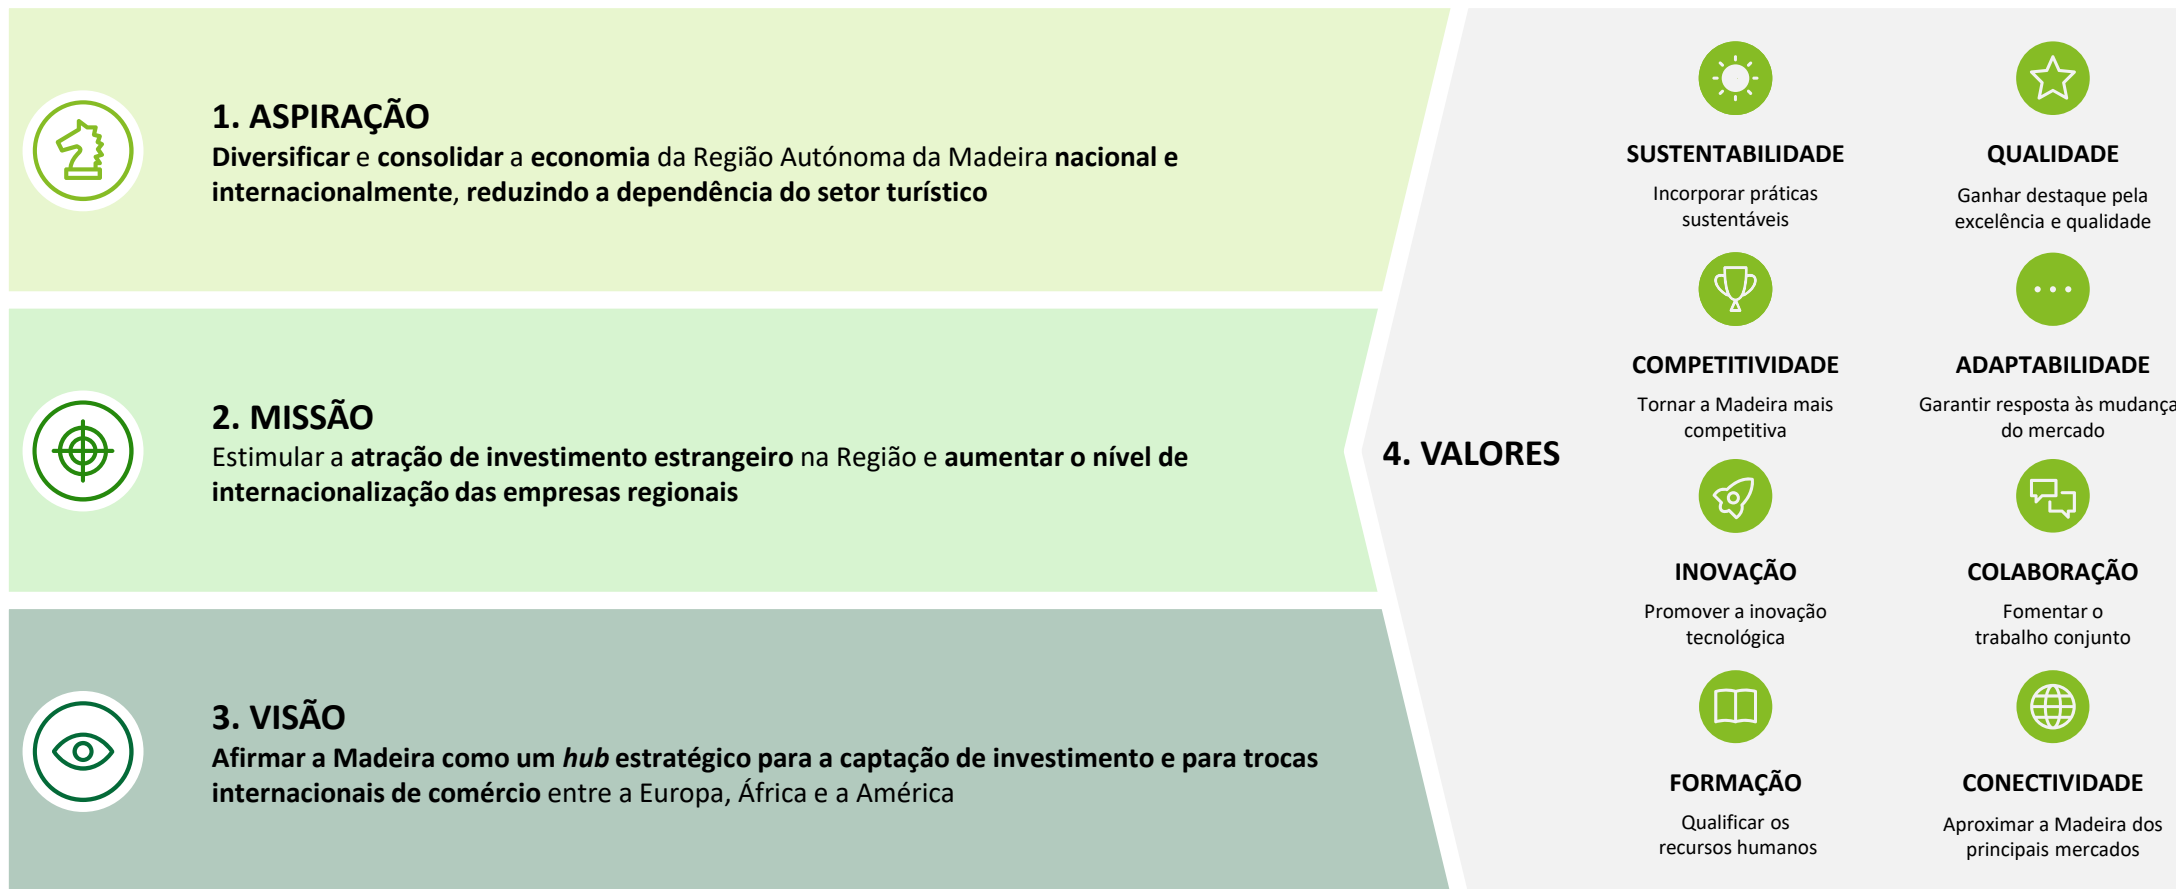 1. ASPIRAÇÃO
Diversificar e consolidar a economia da Região Autónoma da Madeira nacional e
internacionalmente, reduzindo a dependência do setor turístico
2. MISSÃO
Estimular a atração de investimento estrangeiro na Região e aumentar o nível de
internacionalização das empresas regionais
3. VISÃO
Afirmar a Madeira como um hub estratégico para a captação de investimento e para trocas
internacionais de comércio entre a Europa, África e a América
4. VALORES
SUSTENTABILIDADE
Incorporar práticas
sustentáveis
QUALIDADE
Ganhar destaque pela
excelência e qualidade
COMPETITIVIDADE
Tornar a Madeira mais
competitiva
ADAPTABILIDADE
Garantir resposta às mudança
do mercado
INOVAÇÃO
Promover a inovação
tecnológica
COLABORAÇÃO
Fomentar o
trabalho conjunto
FORMAÇÃO
Qualificar os
recursos humanos
CONECTIVIDADE
Aproximar a Madeira dos
principais mercados